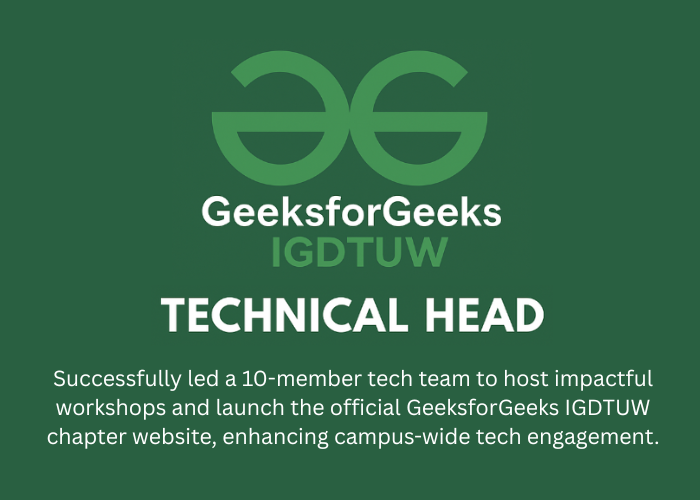 GeeksforGeeks
IGDTUW
TECHNICAL HEAD
Successfully led a 10-member tech team to host impactful
workshops and launch the official GeeksforGeeks IGDTUW
chapter website, enhancing campus-wide tech engagement.